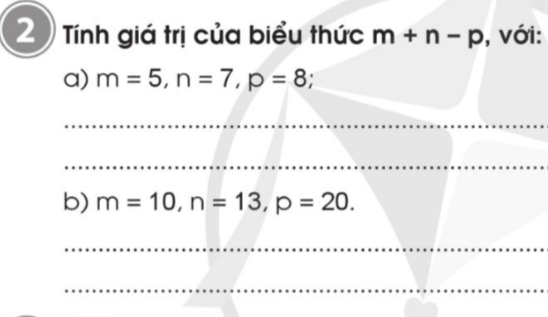 2 Tính giá trị của biểu thức m + n – p, với:
a) m = 5, n = 7, p = 8;
b) m = 10, n = 13, p = 20.